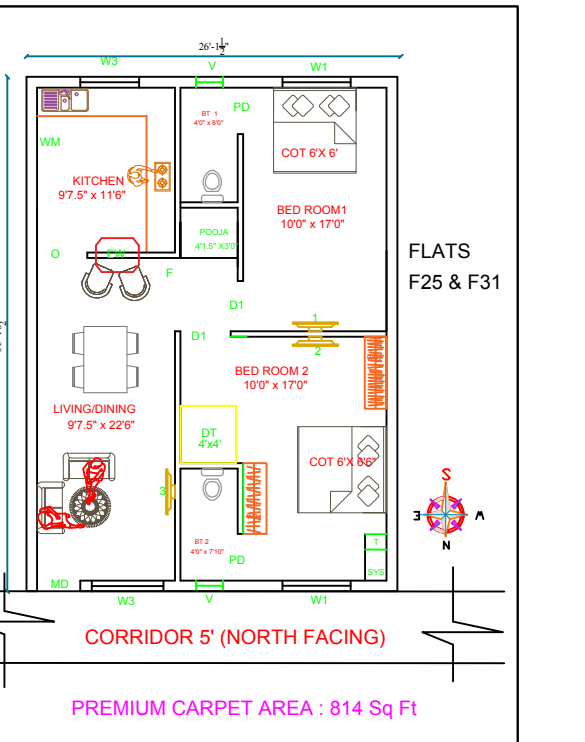 26'-1½"
W3
V
W1
BT 1
4'0" x 8'0"
PD
COT 6'X 6'
WM
KITCHEN
9'7.5" x 11'6"
BED ROOM1
10'0" x 17'0"
POOJA
4'1.5" X3'0"
O
FW
F
FLATS
F25 & F31
D1
1
D1
2
BED ROOM 2
10'0" x 17'0"
LIVING/DINING
9'7.5" x 22'6"
DT
4'x4'
COT 6'X 6'6"
3
S
E
W
N
BT 2
4'0" x 7'10"
PD
T
SYS
MD
W3
V
W1
CORRIDOR 5' (NORTH FACING)
PREMIUM CARPET AREA : 814 Sq Ft